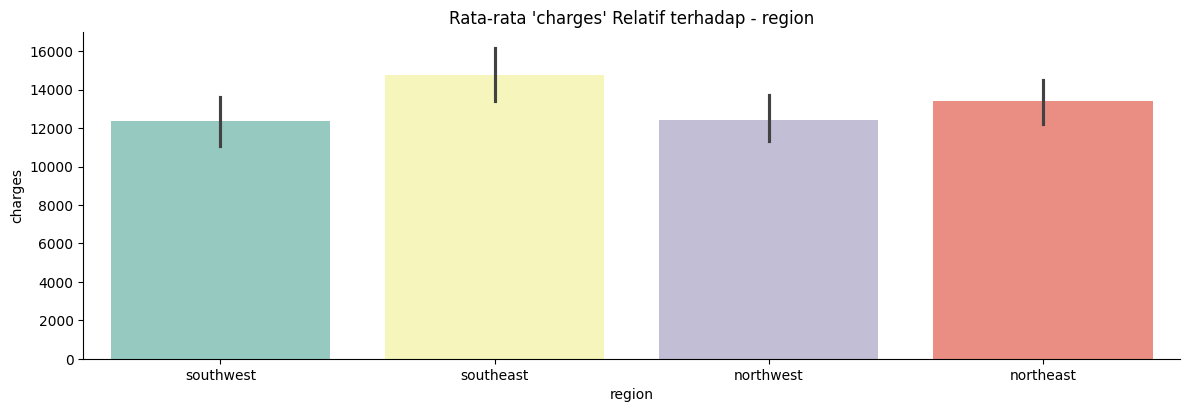 Rata-rata 'charges' Relatif terhadap - region
16000
14000
12000
10000
8000
6000
4000
2000
0
charges
southwest southeast northwest northeast
region